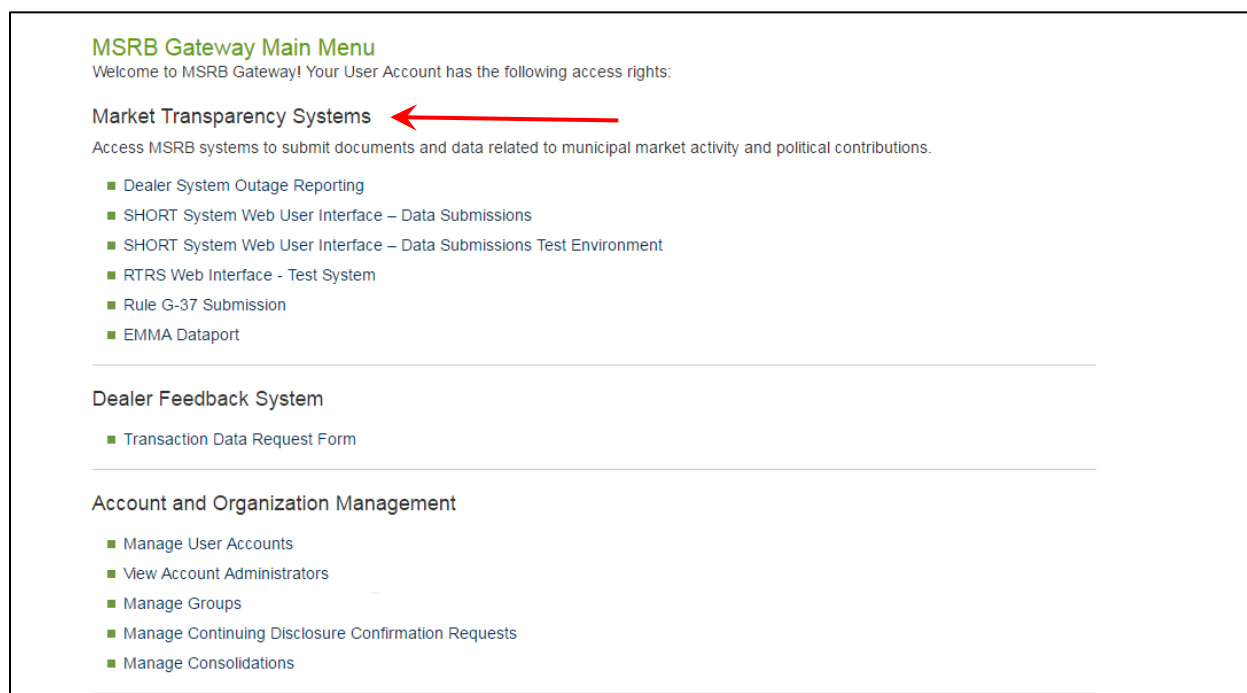 MSRB Gateway Main Menu
Welcome to MSRB Gateway! Your User Account has the following access rights:
Market Transparency Systems
Access MSRB systems to submit documents and data related to municipal market activity and political contributions.
Dealer System Outage Reporting
SHORT System Web User Interface – Data Submissions
SHORT System Web User Interface – Data Submissions Test Environment
RTRS Web Interface - Test System
Rule G-37 Submission
EMMA Dataport
Dealer Feedback System
Transaction Data Request Form
Account and Organization Management
Manage User Accounts
View Account Administrators
Manage Groups
Manage Continuing Disclosure Confirmation Requests
Manage Consolidations